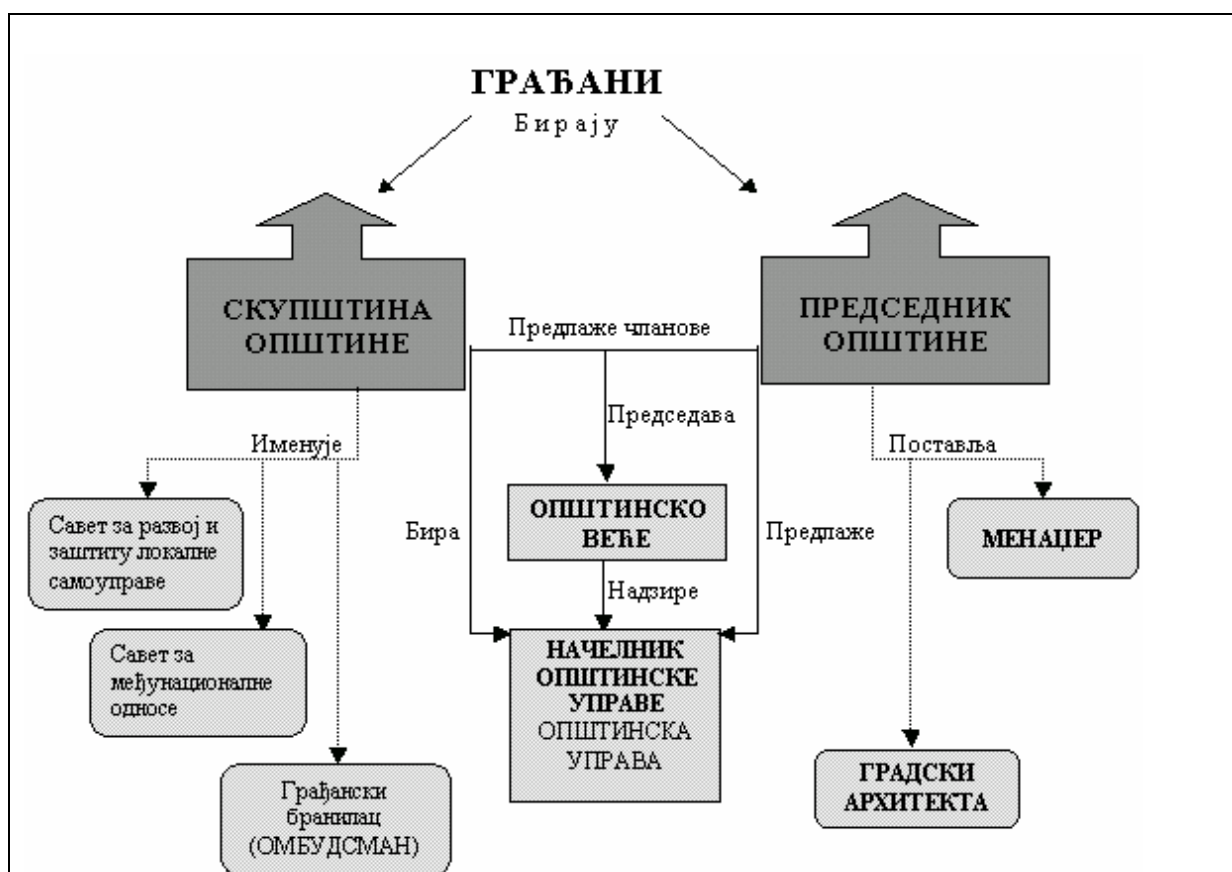 ГРАЂАНИ
Бирају
СКУПШТИНА
ОПШТИНЕ
ПРЕДСЕДНИК
ОПШТИНЕ
Предлаже чланове
Председава
Именује
Поставља
Савет за развој и
заштиту локалне
самоуправе
Бира
ОПШТИНСКО
ВЕЋЕ
Предлаже
МЕНАЏЕР
Надзире
Савет за
међунационалне
односе
НАЧЕЛНИК
ОПШТИНСКЕ
УПРАВЕ
ОПШТИНСКА
УПРАВА
Грађански
бранилац
(ОМБУДСМАН)
ГРАДСКИ
АРХИТЕКТА